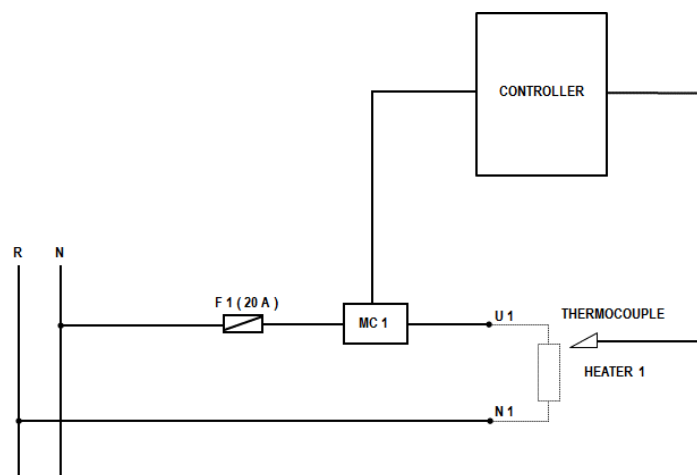 CONTROLLER
R N
F 1 ( 20 A )
MC 1
U 1
THERMOCOUPLE
HEATER 1
N 1